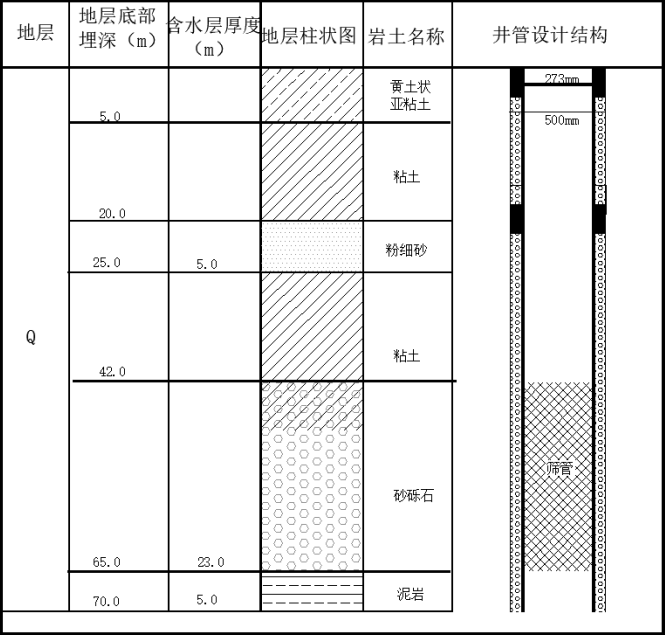 地层
地层底部
埋深（m）
含水层厚度
（m）
地层柱状图
岩土名称
井管设计结构
黄土状
亚粘土
273mm
5.0
500mm
粘土
20.0
粉细砂
25.0
5.0
Q
粘土
42.0
筛管
砂砾石
65.0
23.0
泥岩
70.0
5.0